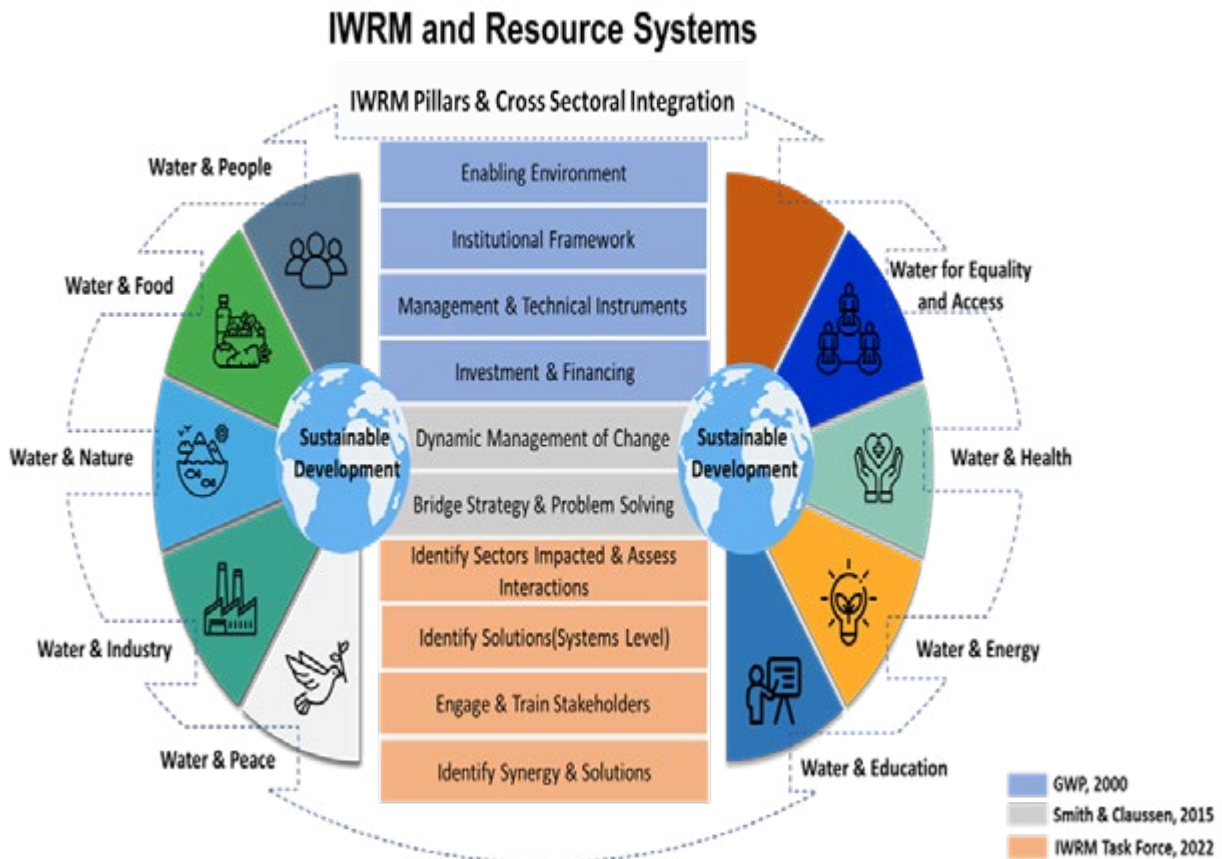 IWRM and Resource Systems
IWRM Pillars & Cross Sectoral Integration
Water & People
Water & Food
Water & Nature
Water & Industry
Water & Peace
Sustainable
Development
Enabling Environment
Institutional Framework
Management & Technical Instruments
Investment & Financing
Dynamic Management of Change
Bridge Strategy & Problem Solving
Identify Sectors Impacted & Assess
Interactions
Identify Solutions(Systems Level)
Engage & Train Stakeholders
Identify Synergy & Solutions
Sustainable
Development
Water for Equality
and Access
Water & Health
Water & Energy
Water & Education
GWP, 2000
Smith & Claussen, 2015
IWRM Task Force, 2022